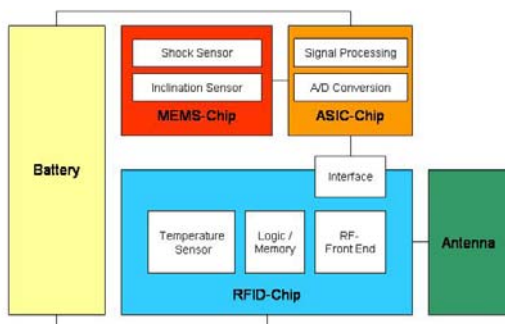 Shock Sensor
Signal Processing
Inclination Sensor
A/D Conversion
MEMS-Chip
ASIC-Chip
Battery
Interface
Temperature
Sensor
Logic /
Memory
RF-
Front End
Antenna
RFID-Chip